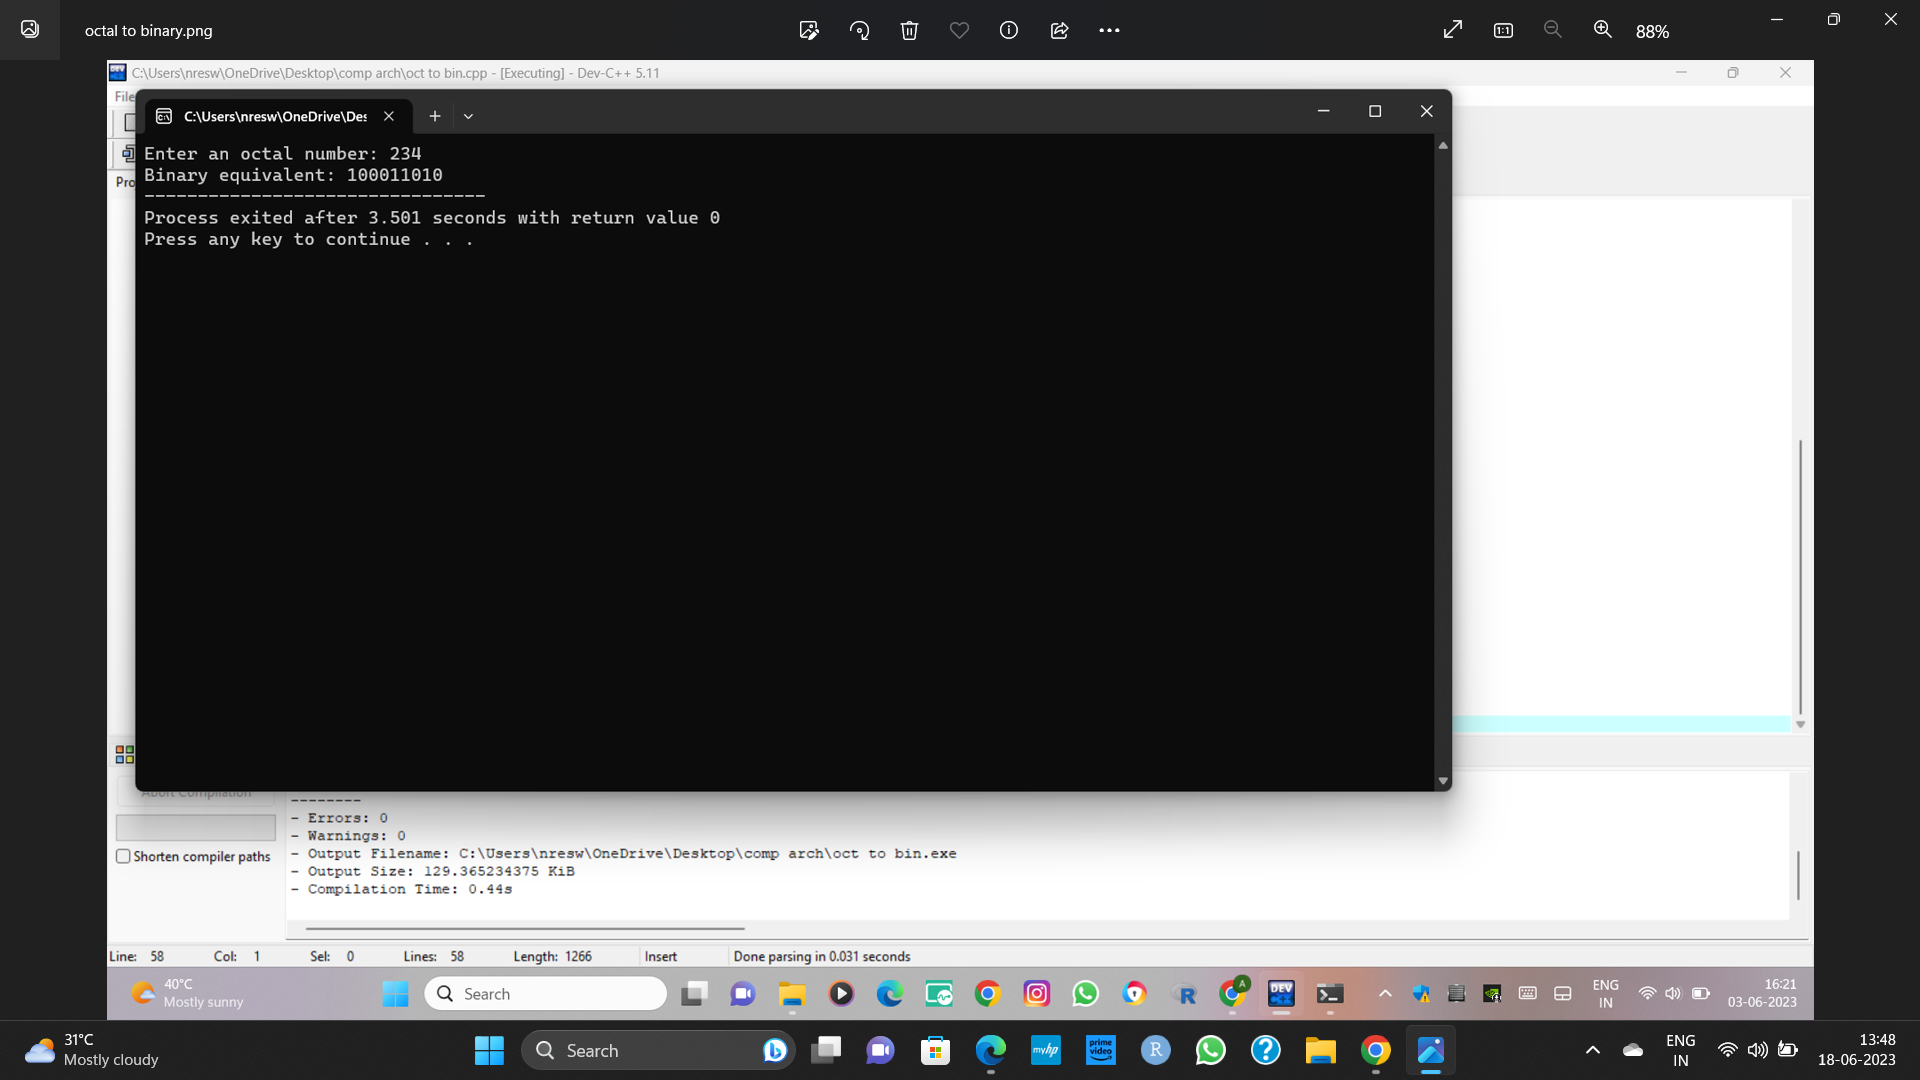 octal to binary.png
88%
C:\Users\nresw\OneDrive\Desktop\comp arch\oct to bin.cpp - [Executing] - Dev-C++ 5.11
File
C:\Users\nresw\OneDrive\Des
Enter an octal number: 234
Binary equivalent: 100011010
--------------------------------
Process exited after 3.501 seconds with return value 0
Press any key to continue . . .
Pro
Abort Compilation
--------
- Errors: 0
- Warnings: 0
- Output Filename: C:\Users\nresw\OneDrive\Desktop\comp arch\oct to bin.exe
- Output Size: 129.365234375 KiB
- Compilation Time: 0.44s
Shorten compiler paths
Line: 58 Col: 1 Sel: 0 Lines: 58 Length: 1266 Insert Done parsing in 0.031 seconds
40°C
Mostly sunny
Search
DEV
A
ENG
IN
16:21
03-06-2023
31°C
Mostly cloudy
Search
myhp
prime video
R
ENG
IN
13:48
18-06-2023